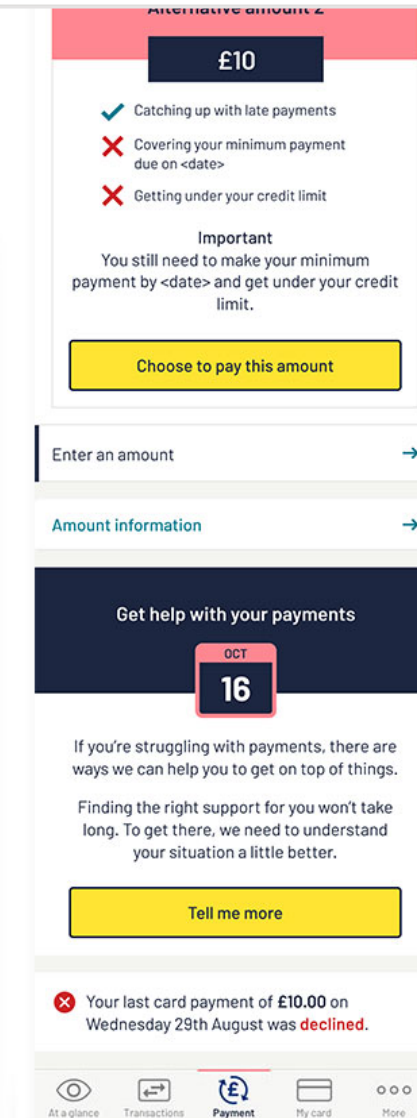 Alternative amount 2
£10
Catching up with late payments
Covering your minimum payment
due on <date>
Getting under your credit limit
Important
You still need to make your minimum
payment by <date> and get under your credit
limit.
Choose to pay this amount
Enter an amount
Amount information
Get help with your payments
OCT
16
If you're struggling with payments, there are
ways we can help you to get on top of things.
Finding the right support for you won't take
long. To get there, we need to understand
your situation a little better.
Tell me more
Your last card payment of £10.00 on
Wednesday 29th August was declined.
At a glance Transactions Payment My card More